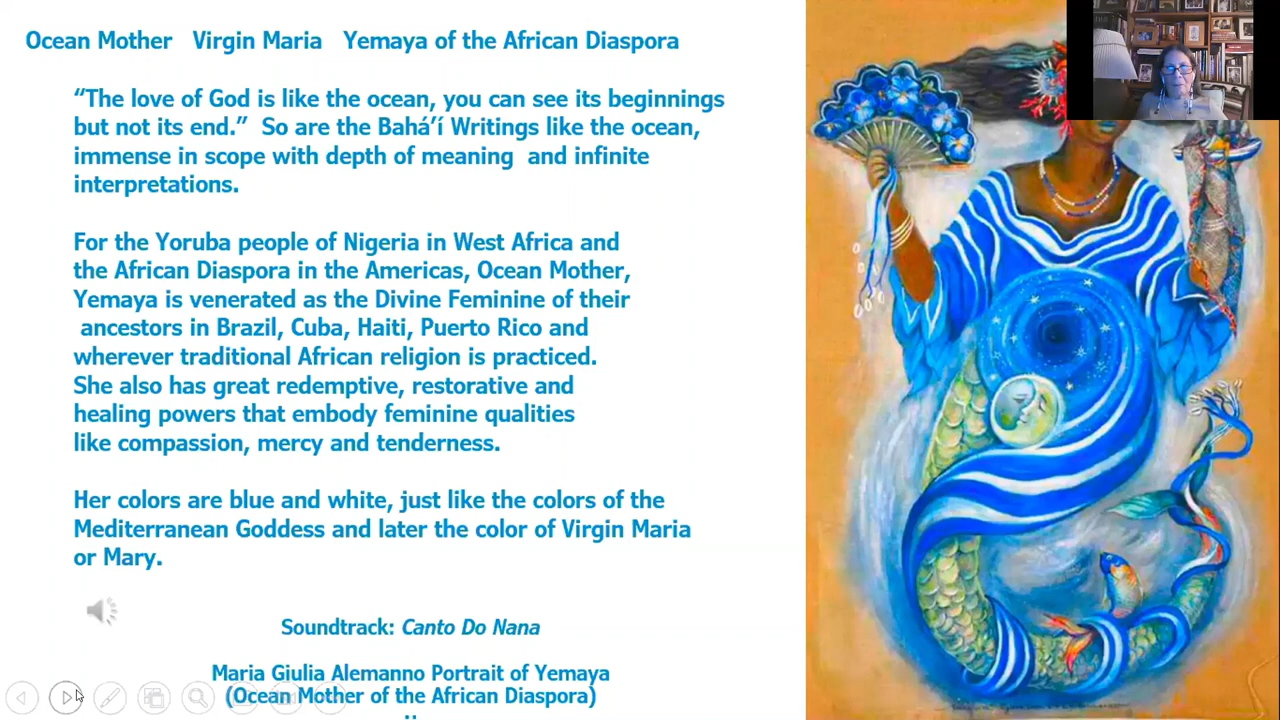 Ocean Mother Virgin Maria Yemaya of the African Diaspora
“The love of God is like the ocean, you can see its beginnings
but not its end.” So are the Bahá’í Writings like the ocean,
immense in scope with depth of meaning and infinite
interpretations.
For the Yoruba people of Nigeria in West Africa and
the African Diaspora in the Americas, Ocean Mother,
Yemaya is venerated as the Divine Feminine of their
ancestors in Brazil, Cuba, Haiti, Puerto Rico and
wherever traditional African religion is practiced.
She also has great redemptive, restorative and
healing powers that embody feminine qualities
like compassion, mercy and tenderness.
Her colors are blue and white, just like the colors of the
Mediterranean Goddess and later the color of Virgin Maria
or Mary.
Soundtrack: Canto Do Nana
Maria Giulia Alemanno Portrait of Yemaya
(Ocean Mother of the African Diaspora)